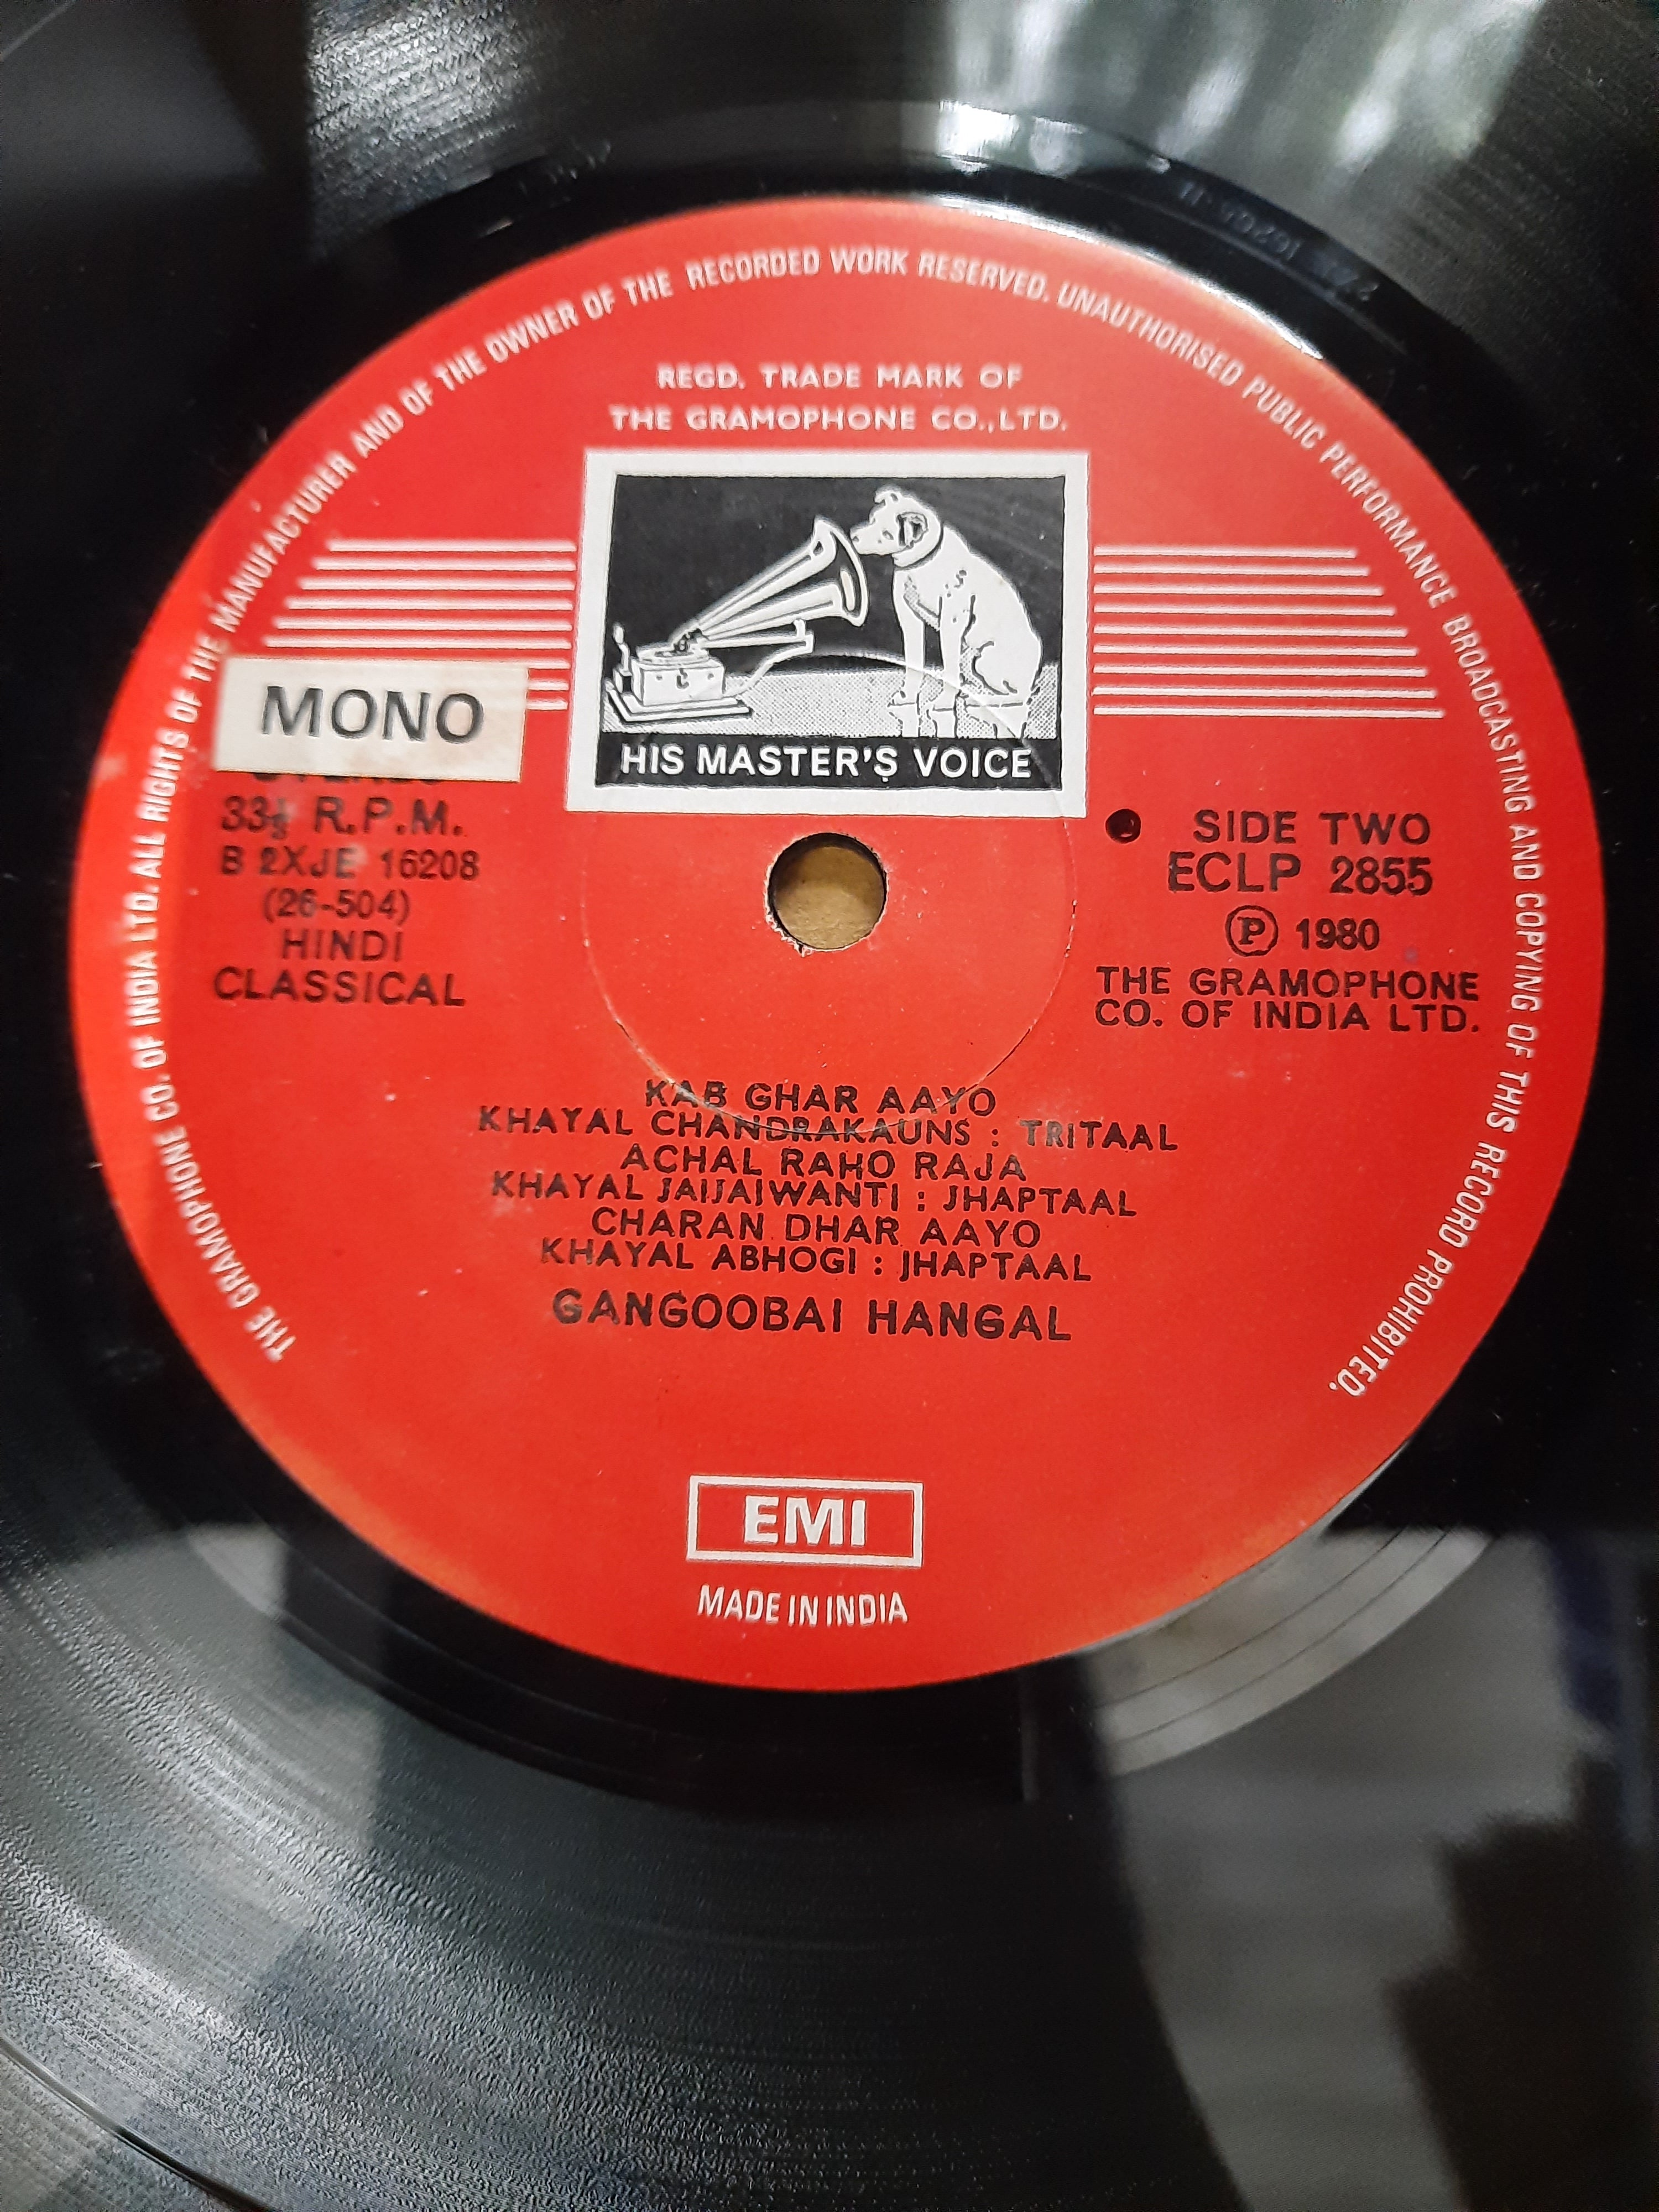 THE GRAMOPHONE CO. OF INDIA LTD. ALL RIGHTS OF THE MANUFACTURER AND OF THE OWNER OF THE RECORDED WORK RESERVED. UNAUTHORISED PUBLIC PERFORMANCE BROADCASTING AND COPYING OF THIS RECORD PROHIBITED.
REGD. TRADE MARK OF
THE GRAMOPHONE CO.,LTD.
HIS MASTER'S VOICE
MONO
33⅓ R.P.M.
B 2XJE 16208
(26-504)
HINDI
CLASSICAL
SIDE TWO
ECLP 2855
Ⓟ 1980
THE GRAMOPHONE
CO. OF INDIA LTD.
KAB GHAR AAYO
KHAYAL CHANDRAKAUNS : TRITAAL
ACHAL RAHO RAJA
KHAYAL JAIJAIWANTI : JHAPTAAL
CHARAN DHAR AAYO
KHAYAL ABHOGI : JHAPTAAL
GANGOOBAI HANGAL
EMI
MADE IN INDIA